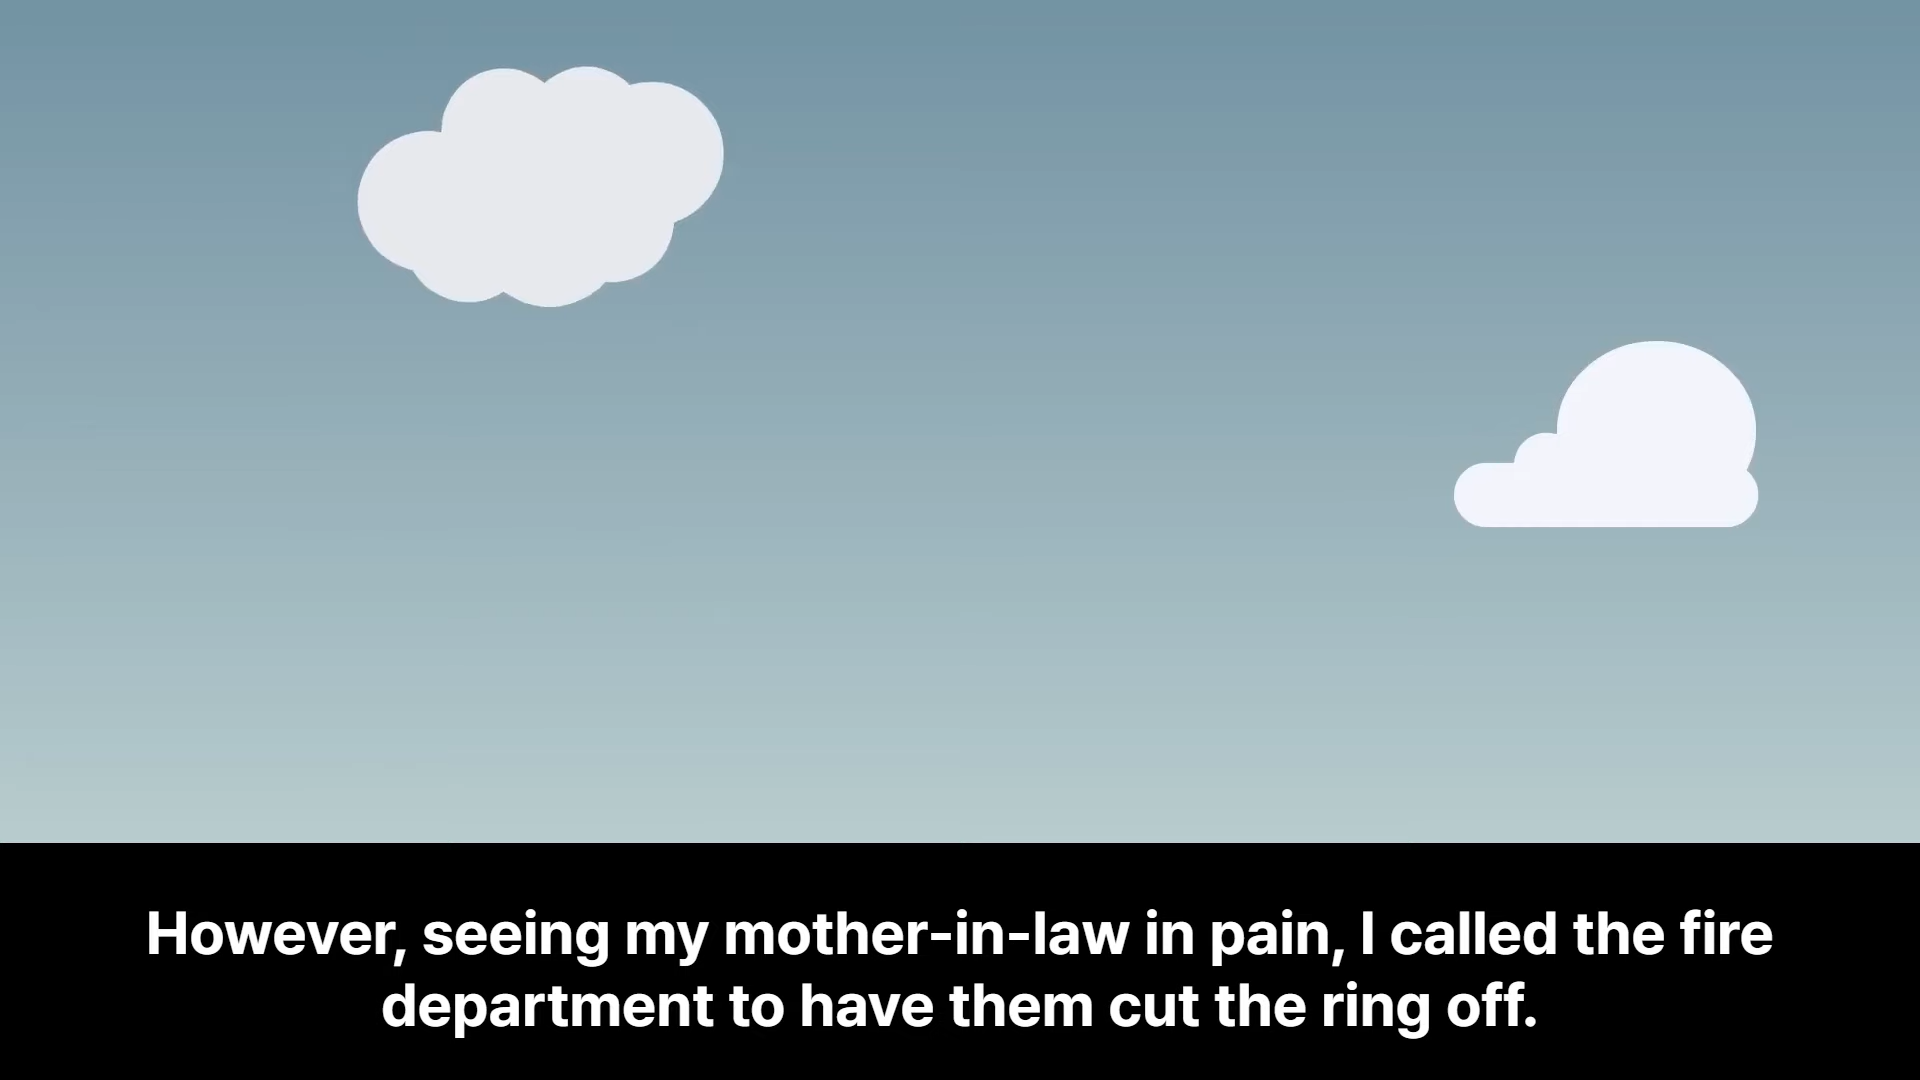 However, seeing my mother-in-law in pain, I called the fire
department to have them cut the ring off.